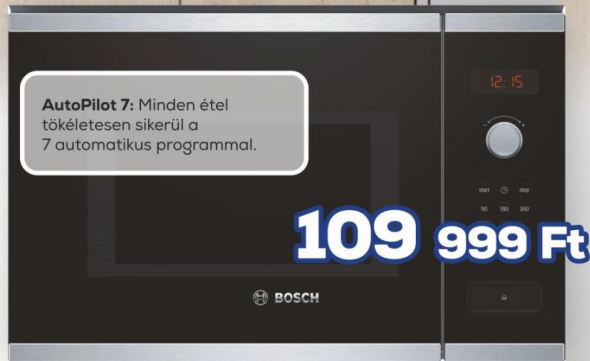 12:15
AutoPilot 7: Minden étel
tökéletesen sikerül a
7 automatikus programmal.
start stop
90 180 360
109 999 Ft
BOSCH